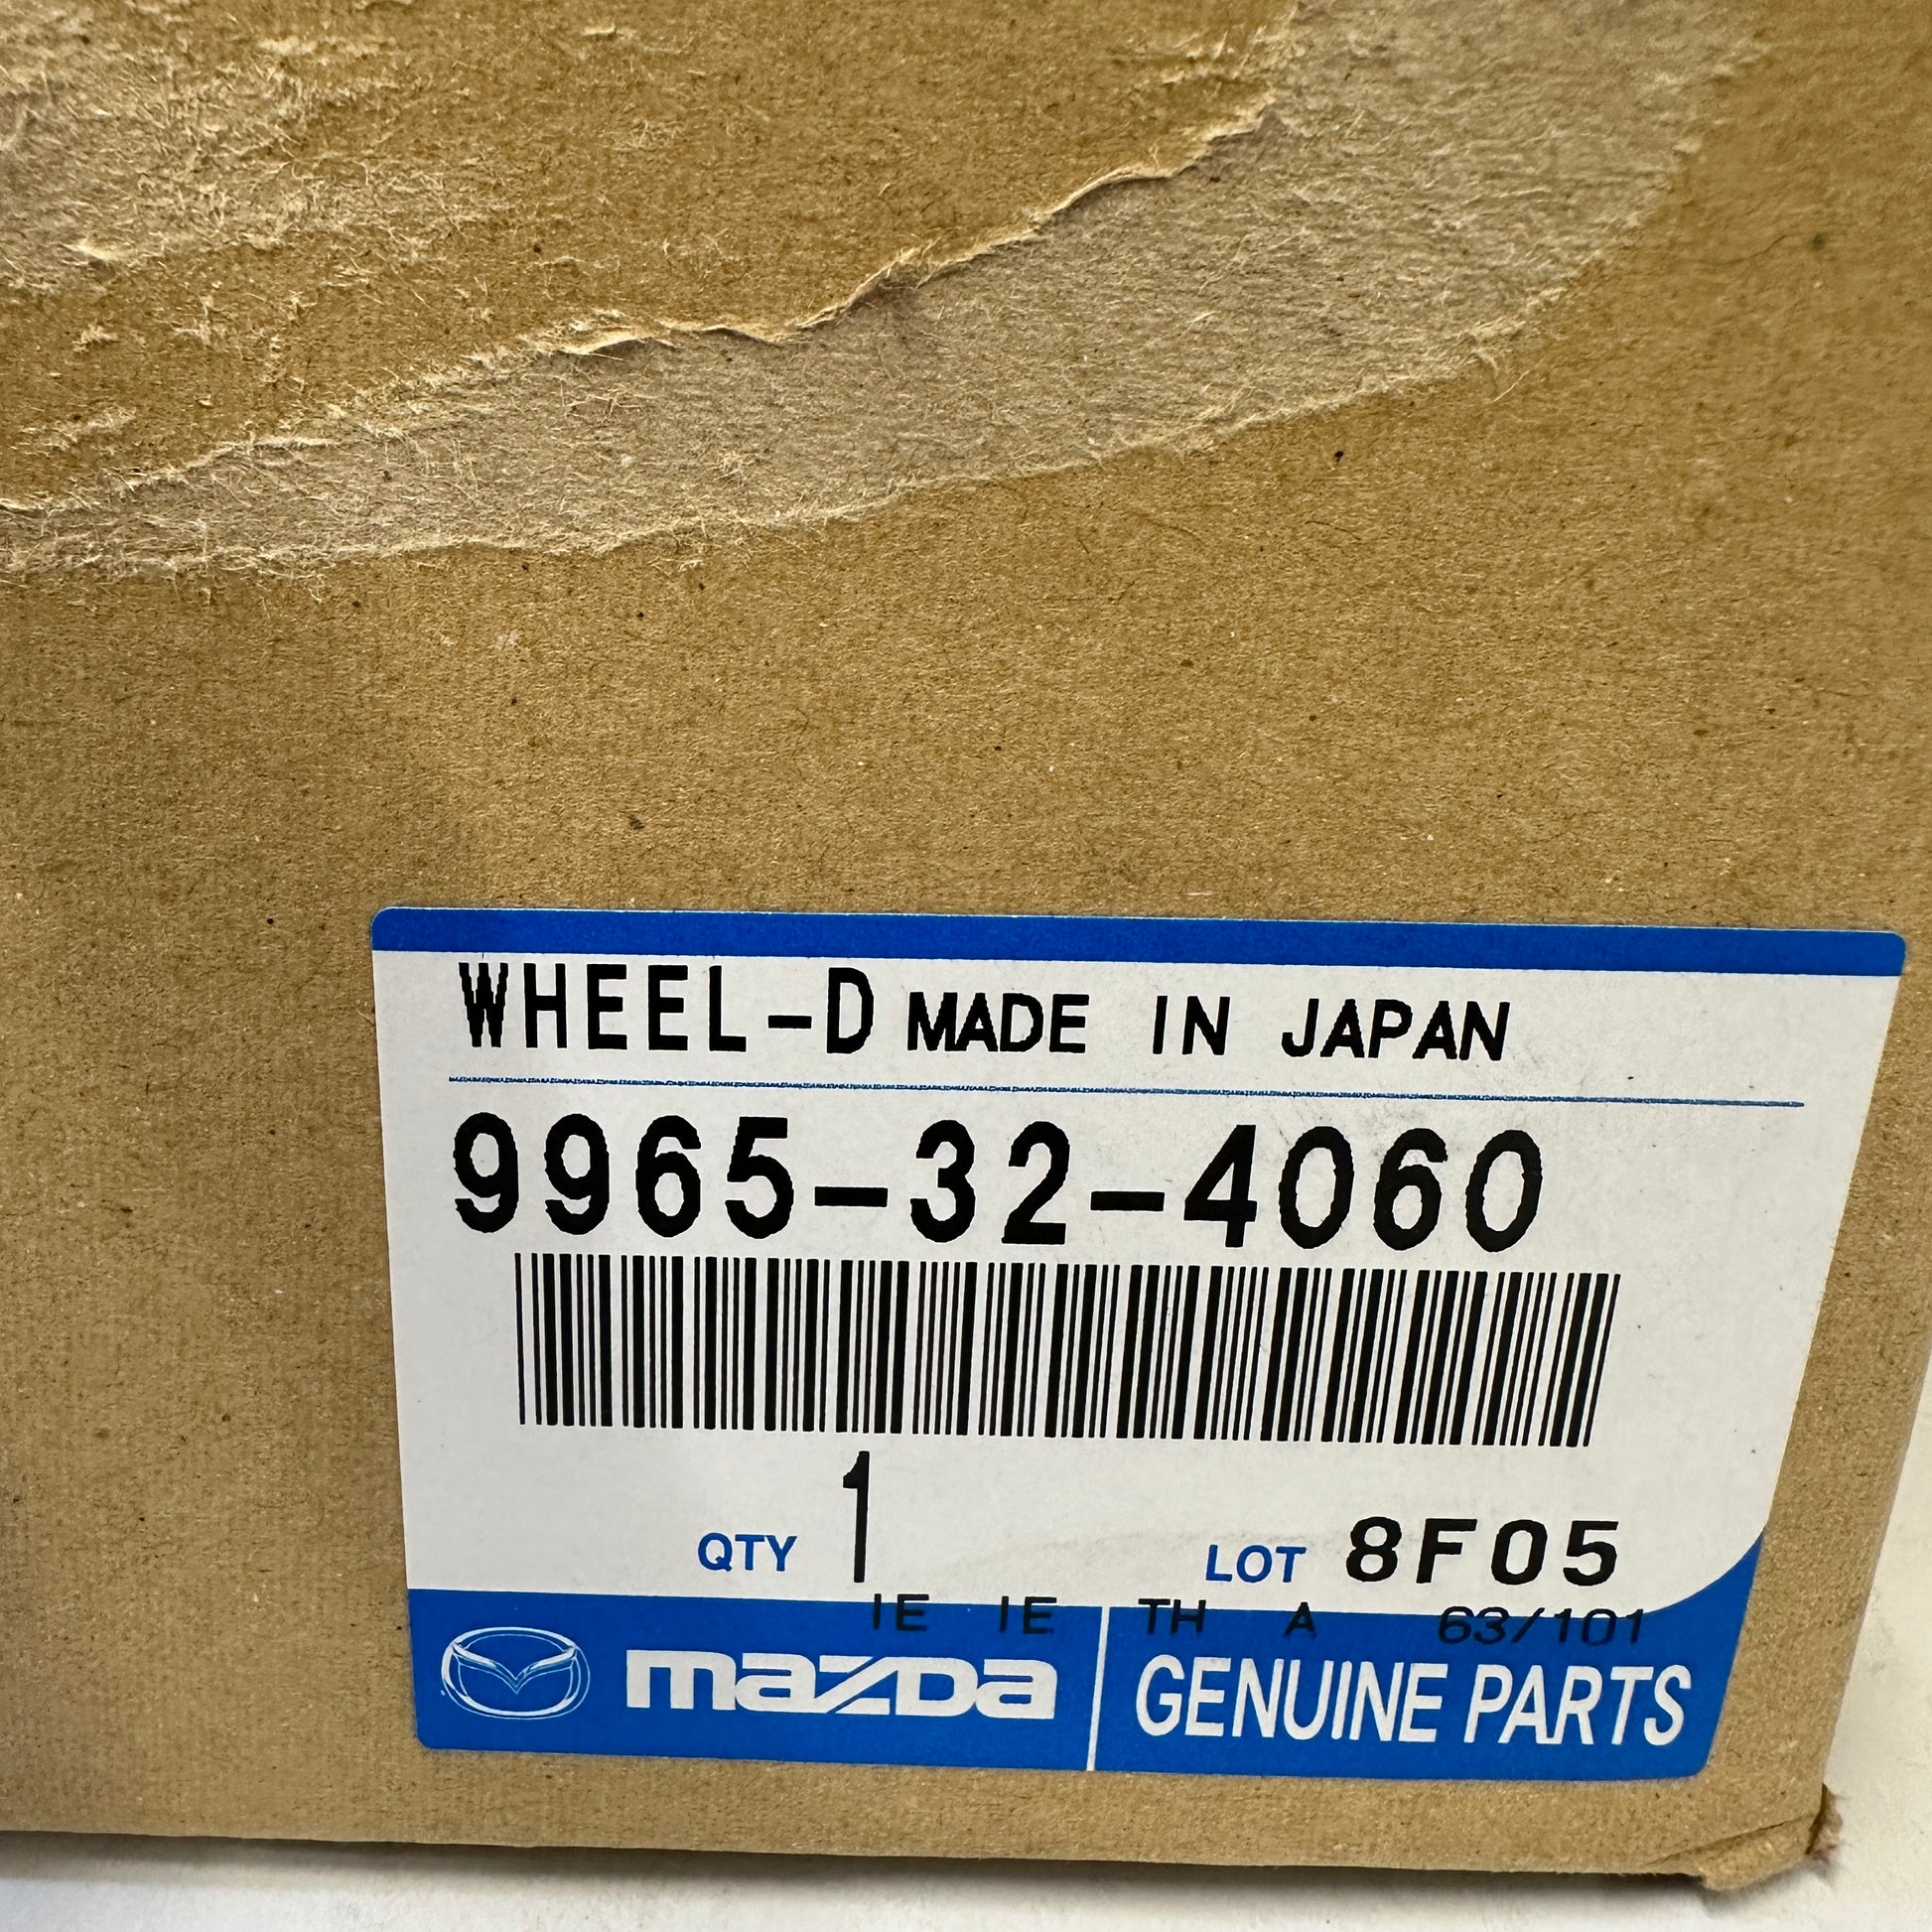 WHEEL-D MADE IN JAPAN
9965-32-4060
QTY 1 LOT 8F05
IE IE TH A 63/101
mazda GENUINE PARTS